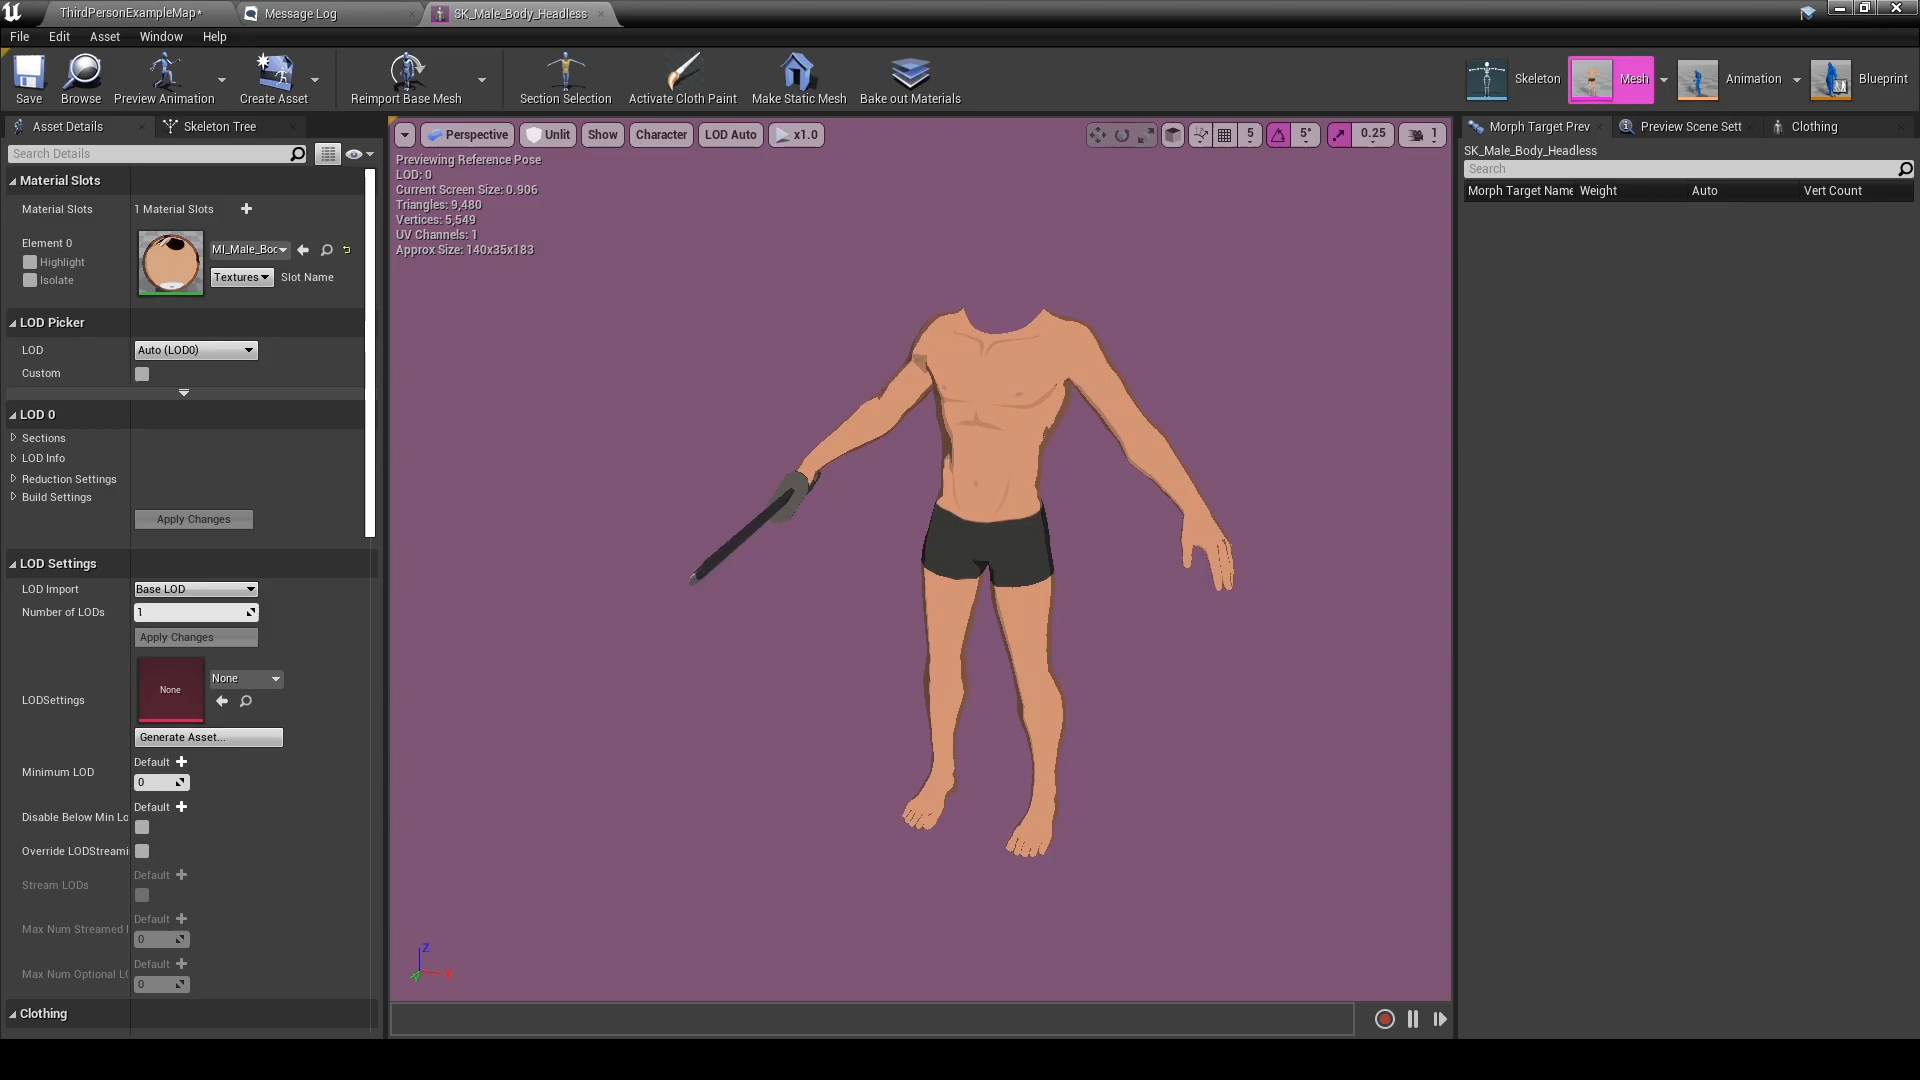 ThirdPersonExampleMap*
Message Log
SK_Male_Body_Headless
File Edit Asset Window Help
Save
Browse
Preview Animation
Create Asset
Reimport Base Mesh
Section Selection
Activate Cloth Paint
Make Static Mesh
Bake out Materials
Skeleton
Mesh
Animation
Blueprint
Asset Details
Skeleton Tree
Search Details
Material Slots
Material Slots 1 Material Slots
Element 0
Highlight
Isolate
MI_Male_Boc
Textures
Slot Name
LOD Picker
LOD Auto (LOD0)
Custom
LOD 0
Sections
LOD Info
Reduction Settings
Build Settings
Apply Changes
LOD Settings
LOD Import Base LOD
Number of LODs 1
Apply Changes
LODSettings
None
None
Generate Asset...
Minimum LOD
Default
0
Disable Below Min Lo
Default
Override LODStreami
Stream LODs
Default
Max Num Streamed
Default
0
Max Num Optional L
Default
0
Clothing
Perspective
Unlit
Show
Character
LOD Auto
x1.0
5
5°
0.25
1
Previewing Reference Pose
LOD: 0
Current Screen Size: 0.906
Triangles: 9,480
Vertices: 5,549
UV Channels: 1
Approx Size: 140x35x183
Z
X
Y
Morph Target Prev
Preview Scene Sett
Clothing
SK_Male_Body_Headless
Search
Morph Target Name Weight Auto Vert Count